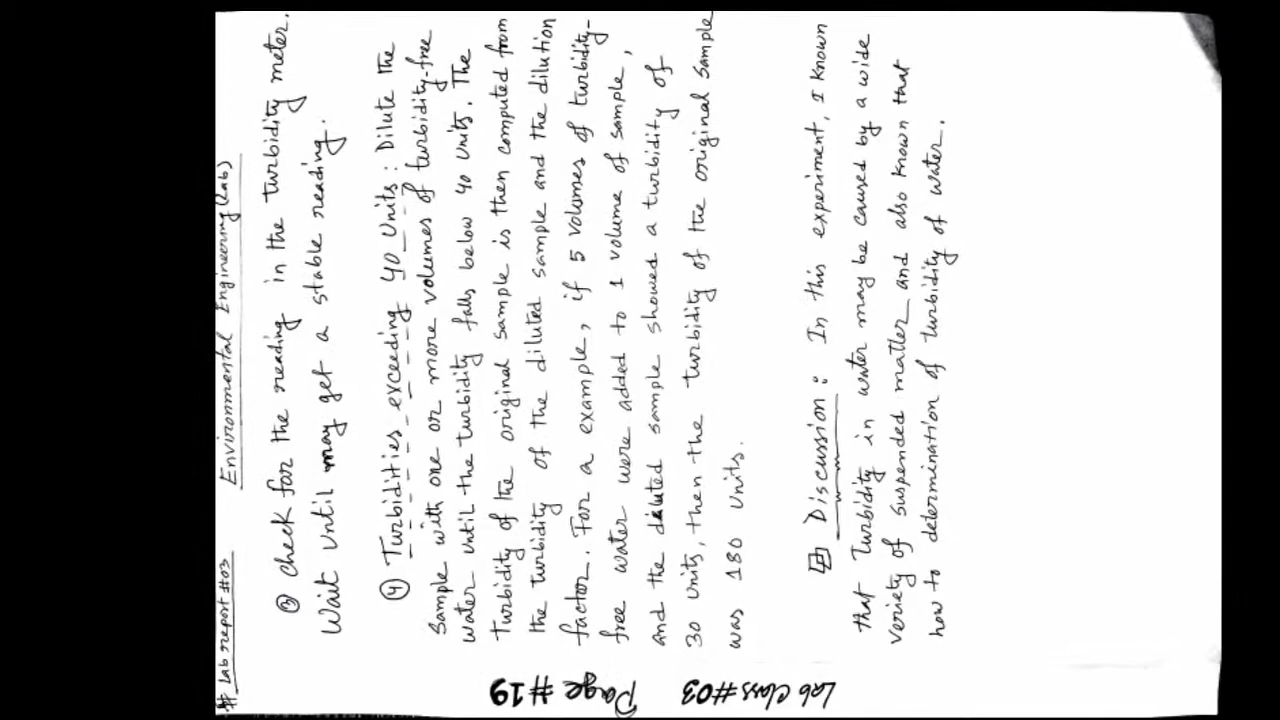 # Lab report #03 Environmental Engineering (Lab)
③ check for the reading in the turbidity meter.
Wait until may get a stable reading.
④ Turbidities exceeding 40 Units : Dilute the
sample with one or more volumes of turbidity-free
water until the turbidity falls below 40 units. The
turbidity of the original sample is then computed from
the turbidity of the diluted sample and the dilution
factor. For a example, if 5 volumes of turbidity-
free water were added to 1 volume of sample,
and the diluted sample showed a turbidity of
30 units, then the turbidity of the original sample
was 180 units.
Discussion : In this experiment, I known
that Turbidity in water may be caused by a wide
veriety of suspended matter and also known that
how to determination of turbidity of water.
Lab class #03 Page #19